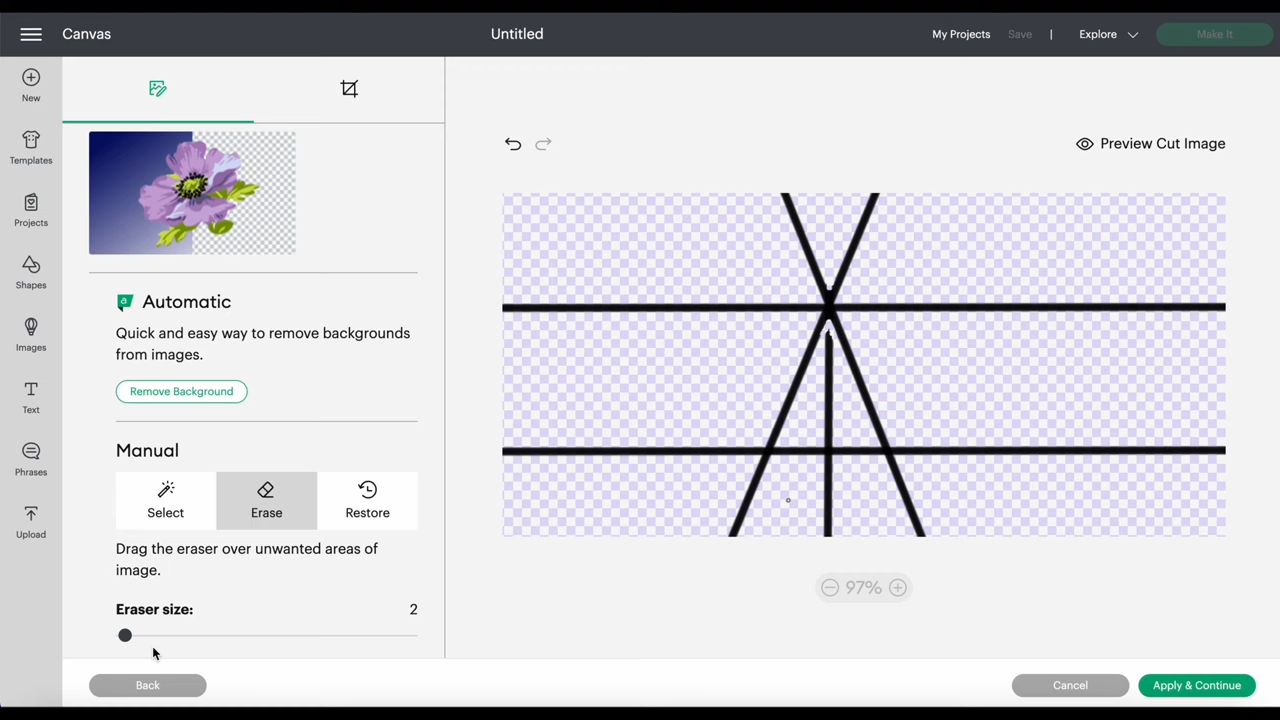 Canvas
Untitled
My Projects Save | Explore Make It
New
Templates
Projects
Shapes
Images
Text
Phrases
Upload
Automatic
Quick and easy way to remove backgrounds
from images.
Remove Background
Manual
Select Erase Restore
Drag the eraser over unwanted areas of
image.
Eraser size: 2
Back
Preview Cut Image
97%
Cancel Apply & Continue